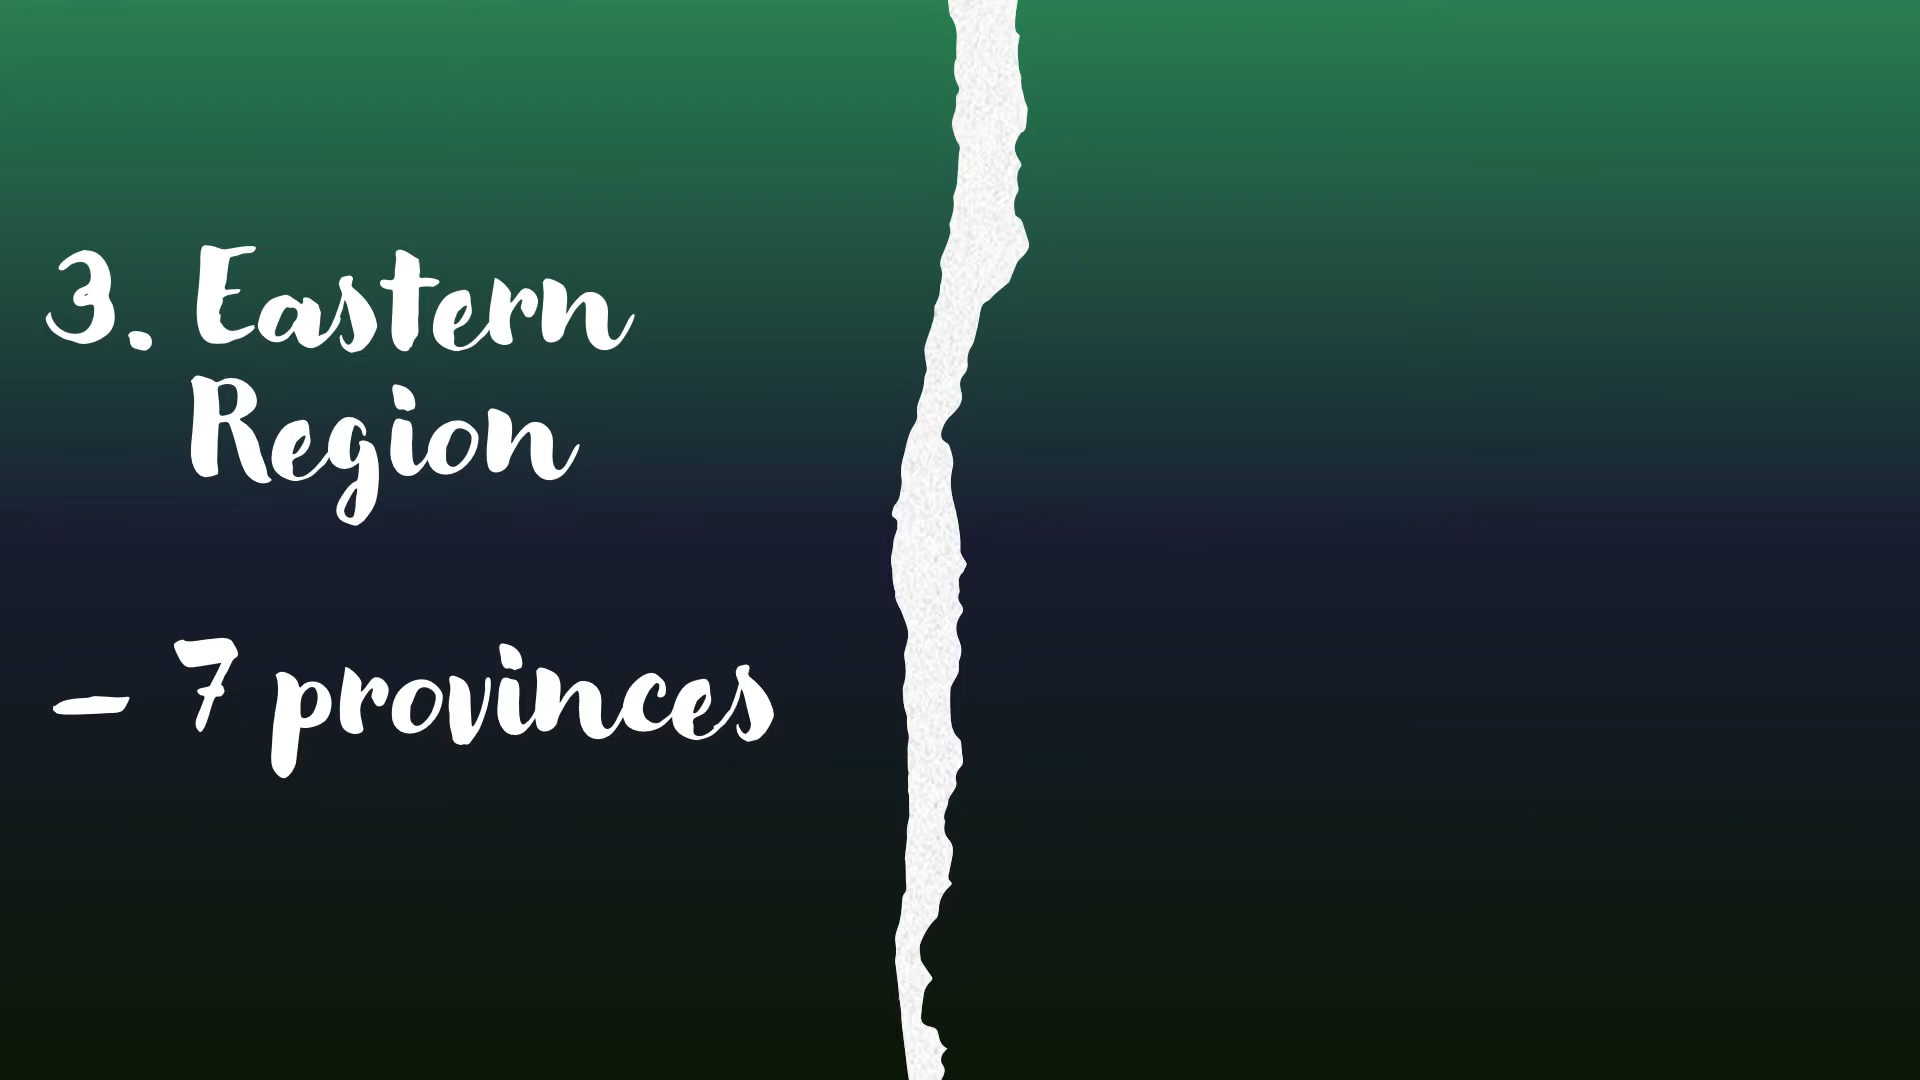 3. Eastern
Region
– 7 provinces